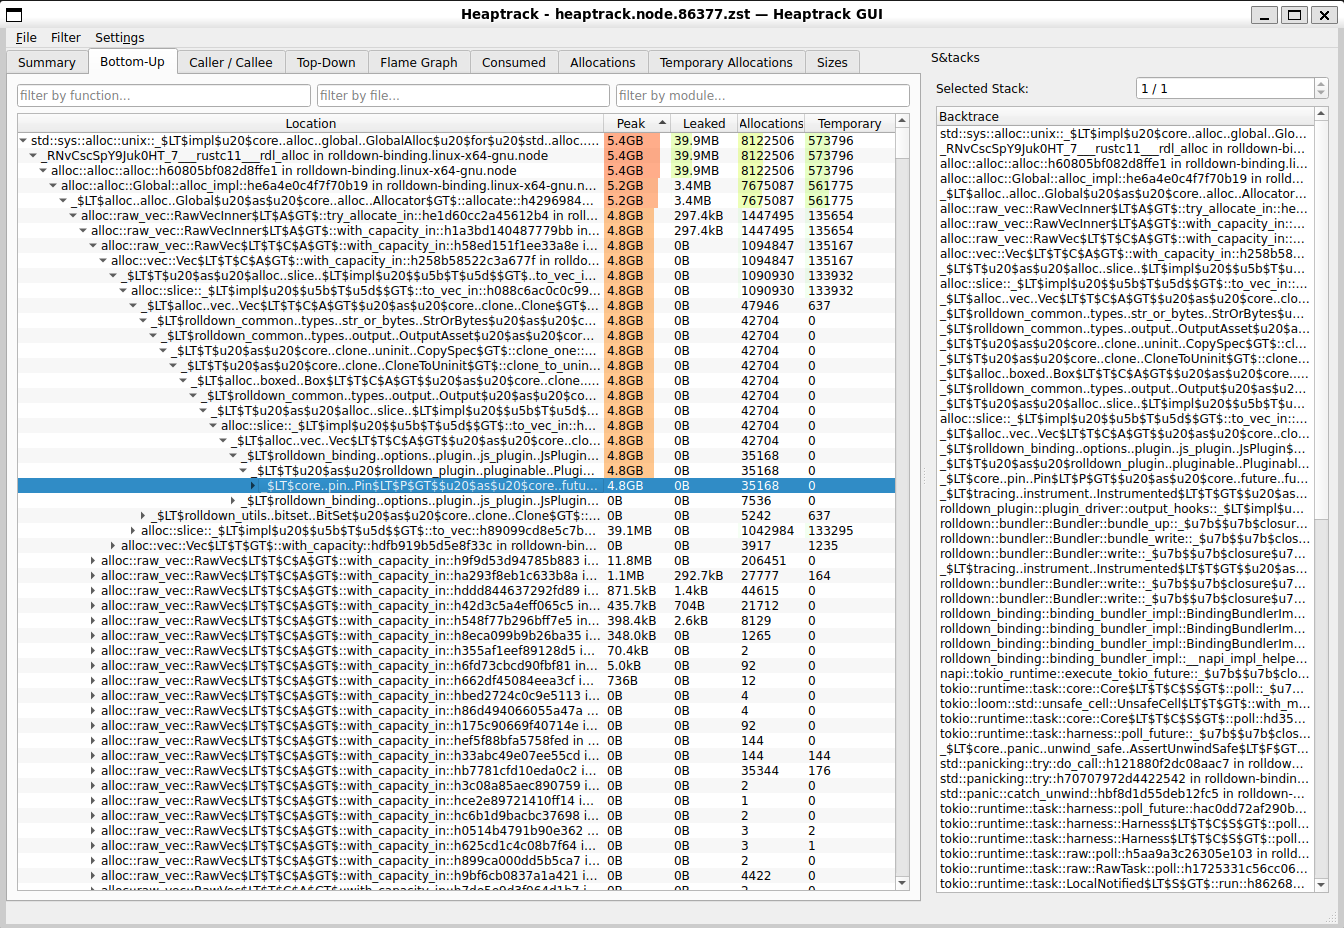 Heaptrack - heaptrack.node.86377.zst — Heaptrack GUI
File Filter Settings
Summary Bottom-Up Caller / Callee Top-Down Flame Graph Consumed Allocations Temporary Allocations Sizes
filter by function... filter by file... filter by module...
Location Peak Leaked Allocations Temporary
std::sys::alloc::unix::_$LT$impl$u20$core..alloc..global..GlobalAlloc$u20$for$u20$std..alloc..... 5.4GB 39.9MB 8122506 573796
_RNvCscSpY9Juk0HT_7___rustc11___rdl_alloc in rolldown-binding.linux-x64-gnu.node 5.4GB 39.9MB 8122506 573796
alloc::alloc::alloc::h60805bf082d8ffe1 in rolldown-binding.linux-x64-gnu.node 5.4GB 39.9MB 8122506 573796
alloc::alloc::Global::alloc_impl::he6a4e0c4f7f70b19 in rolldown-binding.linux-x64-gnu.n... 5.2GB 3.4MB 7675087 561775
_$LT$alloc..alloc..Global$u20$as$u20$core..alloc..Allocator$GT$::allocate::h4296984... 5.2GB 3.4MB 7675087 561775
alloc::raw_vec::RawVecInner$LT$A$GT$::try_allocate_in::he1d60cc2a45612b4 in roll... 4.8GB 297.4kB 1447495 135654
alloc::raw_vec::RawVecInner$LT$A$GT$::with_capacity_in::h1a3bd140487779bb in... 4.8GB 297.4kB 1447495 135654
alloc::raw_vec::RawVec$LT$T$C$A$GT$::with_capacity_in::h58ed151f1ee33a8e i... 4.8GB 0B 1094847 135167
alloc::vec::Vec$LT$T$C$A$GT$::with_capacity_in::h258b58522c3a677f in rolldo... 4.8GB 0B 1094847 135167
_$LT$T$u20$as$u20$alloc..slice..$LT$impl$u20$$u5b$T$u5d$$GT$..to_vec_i... 4.8GB 0B 1090930 133932
alloc::slice::_$LT$impl$u20$$u5b$T$u5d$$GT$::to_vec_in::h088c6ac0c0c99... 4.8GB 0B 1090930 133932
_$LT$alloc..vec..Vec$LT$T$C$A$GT$$u20$as$u20$core..clone..Clone$GT$... 4.8GB 0B 47946 637
_$LT$rolldown_common..types..str_or_bytes..StrOrBytes$u20$as$u20$c... 4.8GB 0B 42704 0
_$LT$rolldown_common..types..output..OutputAsset$u20$as$u20$cor... 4.8GB 0B 42704 0
_$LT$T$u20$as$u20$core..clone..uninit..CopySpec$GT$::clone_one::... 4.8GB 0B 42704 0
_$LT$T$u20$as$u20$core..clone..CloneToUninit$GT$::clone_to_unin... 4.8GB 0B 42704 0
_$LT$alloc..boxed..Box$LT$T$C$A$GT$$u20$as$u20$core..clone..... 4.8GB 0B 42704 0
_$LT$rolldown_common..types..output..Output$u20$as$u20$co... 4.8GB 0B 42704 0
_$LT$T$u20$as$u20$alloc..slice..$LT$impl$u20$$u5b$T$u5d$... 4.8GB 0B 42704 0
alloc::slice::_$LT$impl$u20$$u5b$T$u5d$$GT$::to_vec_in::h... 4.8GB 0B 42704 0
_$LT$alloc..vec..Vec$LT$T$C$A$GT$$u20$as$u20$core..clo... 4.8GB 0B 42704 0
_$LT$rolldown_binding..options..plugin..js_plugin..JsPlugin... 4.8GB 0B 35168 0
_$LT$T$u20$as$u20$rolldown_plugin..pluginable..Plugi... 4.8GB 0B 35168 0
_$LT$core..pin..Pin$LT$P$GT$$u20$as$u20$core..futu... 4.8GB 0B 35168 0
_$LT$rolldown_binding..options..plugin..js_plugin..JsPlugin... 0B 0B 7536 0
_$LT$rolldown_utils..bitset..BitSet$u20$as$u20$core..clone..Clone$GT$::... 0B 0B 5242 637
alloc::slice::_$LT$impl$u20$$u5b$T$u5d$$GT$::to_vec::h89099cd8e5c7b... 39.1MB 0B 1042984 133295
alloc::vec::Vec$LT$T$GT$::with_capacity::hdfb919b5d5e8f33c in rolldown-bin... 0B 0B 3917 1235
alloc::raw_vec::RawVec$LT$T$C$A$GT$::with_capacity_in::h9f9d53d94785b883 i... 11.8MB 0B 206451 0
alloc::raw_vec::RawVec$LT$T$C$A$GT$::with_capacity_in::ha293f8eb1c633b8a i... 1.1MB 292.7kB 27777 164
alloc::raw_vec::RawVec$LT$T$C$A$GT$::with_capacity_in::hddd844637292fd89 i... 871.5kB 1.4kB 44615 0
alloc::raw_vec::RawVec$LT$T$C$A$GT$::with_capacity_in::h42d3c5a4eff065c5 in... 435.7kB 704B 21712 0
alloc::raw_vec::RawVec$LT$T$C$A$GT$::with_capacity_in::h548f77b296bff7e5 in... 398.4kB 2.6kB 8129 0
alloc::raw_vec::RawVec$LT$T$C$A$GT$::with_capacity_in::h8eca099b9b26ba35 i... 348.0kB 0B 1265 0
alloc::raw_vec::RawVec$LT$T$C$A$GT$::with_capacity_in::h355af1eef89128d5 i... 70.4kB 0B 2 0
alloc::raw_vec::RawVec$LT$T$C$A$GT$::with_capacity_in::h6fd73cbcd90fbf81 in... 5.0kB 0B 92 0
alloc::raw_vec::RawVec$LT$T$C$A$GT$::with_capacity_in::h662df45084eea3cf i... 736B 0B 12 0
alloc::raw_vec::RawVec$LT$T$C$A$GT$::with_capacity_in::hbed2724c0c9e5113 i... 0B 0B 4 0
alloc::raw_vec::RawVec$LT$T$C$A$GT$::with_capacity_in::h86d494066055a47a ... 0B 0B 4 0
alloc::raw_vec::RawVec$LT$T$C$A$GT$::with_capacity_in::h175c90669f40714e i... 0B 0B 92 0
alloc::raw_vec::RawVec$LT$T$C$A$GT$::with_capacity_in::hef5f88bfa5758fed in ... 0B 0B 144 0
alloc::raw_vec::RawVec$LT$T$C$A$GT$::with_capacity_in::h33abc49e07ee55cd i... 0B 0B 144 144
alloc::raw_vec::RawVec$LT$T$C$A$GT$::with_capacity_in::hb7781cfd10eda0c2 i... 0B 0B 35344 176
alloc::raw_vec::RawVec$LT$T$C$A$GT$::with_capacity_in::h3c08a85aec890759 i... 0B 0B 2 0
alloc::raw_vec::RawVec$LT$T$C$A$GT$::with_capacity_in::hce2e89721410ff14 i... 0B 0B 1 0
alloc::raw_vec::RawVec$LT$T$C$A$GT$::with_capacity_in::hc6b1d9bacbc37698 i... 0B 0B 2 0
alloc::raw_vec::RawVec$LT$T$C$A$GT$::with_capacity_in::h0514b4791b90e362 ... 0B 0B 3 2
alloc::raw_vec::RawVec$LT$T$C$A$GT$::with_capacity_in::h625cd1c4c08b7f64 i... 0B 0B 3 1
alloc::raw_vec::RawVec$LT$T$C$A$GT$::with_capacity_in::h899ca000dd5b5ca7 i... 0B 0B 2 0
alloc::raw_vec::RawVec$LT$T$C$A$GT$::with_capacity_in::h9bf6cb0837a1a421 i... 0B 0B 4422 0
S&tacks
Selected Stack: 1 / 1
Backtrace
std::sys::alloc::unix::_$LT$impl$u20$core..alloc..global..Glo...
_RNvCscSpY9Juk0HT_7___rustc11___rdl_alloc in rolldown-bi...
alloc::alloc::alloc::h60805bf082d8ffe1 in rolldown-binding.li...
alloc::alloc::Global::alloc_impl::he6a4e0c4f7f70b19 in rolld...
_$LT$alloc..alloc..Global$u20$as$u20$core..alloc..Allocator...
alloc::raw_vec::RawVecInner$LT$A$GT$::try_allocate_in::he...
alloc::raw_vec::RawVecInner$LT$A$GT$::with_capacity_in::...
alloc::raw_vec::RawVec$LT$T$C$A$GT$::with_capacity_in::...
alloc::vec::Vec$LT$T$C$A$GT$::with_capacity_in::h258b58...
_$LT$T$u20$as$u20$alloc..slice..$LT$impl$u20$$u5b$T$u5...
alloc::slice::_$LT$impl$u20$$u5b$T$u5d$$GT$::to_vec_in::...
_$LT$alloc..vec..Vec$LT$T$C$A$GT$$u20$as$u20$core..clo...
_$LT$rolldown_common..types..str_or_bytes..StrOrBytes$u...
_$LT$rolldown_common..types..output..OutputAsset$u20$a...
_$LT$T$u20$as$u20$core..clone..uninit..CopySpec$GT$::cl...
_$LT$T$u20$as$u20$core..clone..CloneToUninit$GT$::clone...
_$LT$alloc..boxed..Box$LT$T$C$A$GT$$u20$as$u20$core.....
_$LT$rolldown_common..types..output..Output$u20$as$u2...
_$LT$T$u20$as$u20$alloc..slice..$LT$impl$u20$$u5b$T$u5...
alloc::slice::_$LT$impl$u20$$u5b$T$u5d$$GT$::to_vec_in::...
_$LT$alloc..vec..Vec$LT$T$C$A$GT$$u20$as$u20$core..clo...
_$LT$rolldown_binding..options..plugin..js_plugin..JsPlugin$...
_$LT$T$u20$as$u20$rolldown_plugin..pluginable..Pluginabl...
_$LT$core..pin..Pin$LT$P$GT$$u20$as$u20$core..future..fu...
_$LT$tracing..instrument..Instrumented$LT$T$GT$$u20$as...
rolldown_plugin::plugin_driver::output_hooks::_$LT$impl$u...
rolldown::bundler::Bundler::bundle_up::_$u7b$$u7b$closur...
rolldown::bundler::Bundler::bundle_write::_$u7b$$u7b$clos...
rolldown::bundler::Bundler::write::_$u7b$$u7b$closure$u7...
_$LT$tracing..instrument..Instrumented$LT$T$GT$$u20$as...
rolldown::bundler::Bundler::write::_$u7b$$u7b$closure$u7...
rolldown::bundler::Bundler::write::_$u7b$$u7b$closure$u7...
rolldown_binding::binding_bundler_impl::BindingBundlerIm...
rolldown_binding::binding_bundler_impl::BindingBundlerIm...
rolldown_binding::binding_bundler_impl::BindingBundlerIm...
rolldown_binding::binding_bundler_impl::__napi_impl_helpe...
napi::tokio_runtime::execute_tokio_future::_$u7b$$u7b$clo...
tokio::runtime::task::core::Core$LT$T$C$S$GT$::poll::_$u7...
tokio::loom::std::unsafe_cell::UnsafeCell$LT$T$GT$::with_m...
tokio::runtime::task::core::Core$LT$T$C$S$GT$::poll::hd35...
tokio::runtime::task::harness::poll_future::_$u7b$$u7b$clos...
_$LT$core..panic..unwind_safe..AssertUnwindSafe$LT$F$GT...
std::panicking::try::do_call::h121880f2dc08aac7 in rolldow...
std::panicking::try::h70707972d4422542 in rolldown-bindin...
std::panic::catch_unwind::hbf8d1d55deb12fc5 in rolldown-...
tokio::runtime::task::harness::poll_future::hac0dd72af290b...
tokio::runtime::task::harness::Harness$LT$T$C$S$GT$::poll...
tokio::runtime::task::harness::Harness$LT$T$C$S$GT$::poll...
tokio::runtime::task::raw::poll::h5aa9a3c26305e103 in rolld...
tokio::runtime::task::raw::RawTask::poll::h1725331c56cc06...
tokio::runtime::task::LocalNotified$LT$S$GT$::run::h86268...